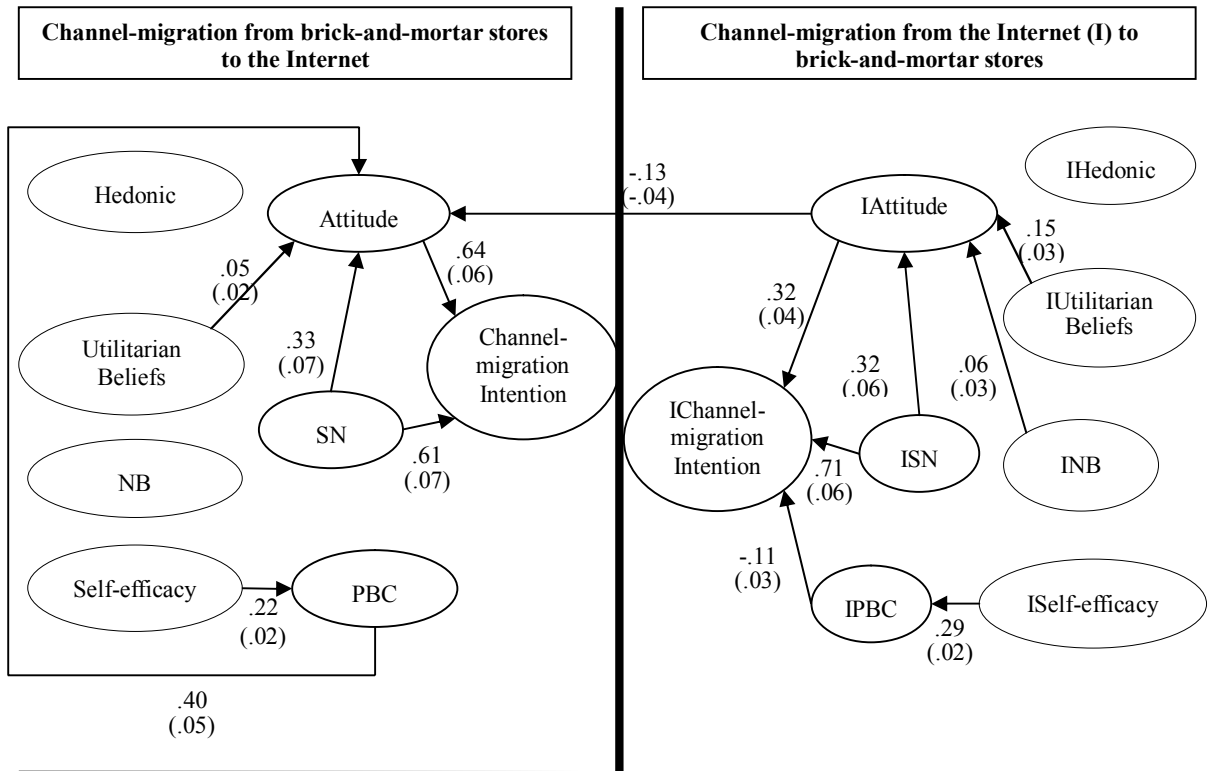 Channel-migration from brick-and-mortar stores
to the Internet
Channel-migration from the Internet (I) to
brick-and-mortar stores
Hedonic
Attitude
.05
(.02)
.64
(.06)
Utilitarian
Beliefs
.33
(.07)
Channel-
migration
Intention
SN
.61
(.07)
NB
Self-efficacy
.22
(.02)
PBC
.40
(.05)
-.13
(-.04)
IHedonic
IAttitude
.15
(.03)
.32
(.04)
IUtilitarian
Beliefs
.32
(.06)
.06
(.03)
IChannel-
migration
Intention
ISN
.71
(.06)
INB
-.11
(.03)
IPBC
.29
(.02)
ISelf-efficacy